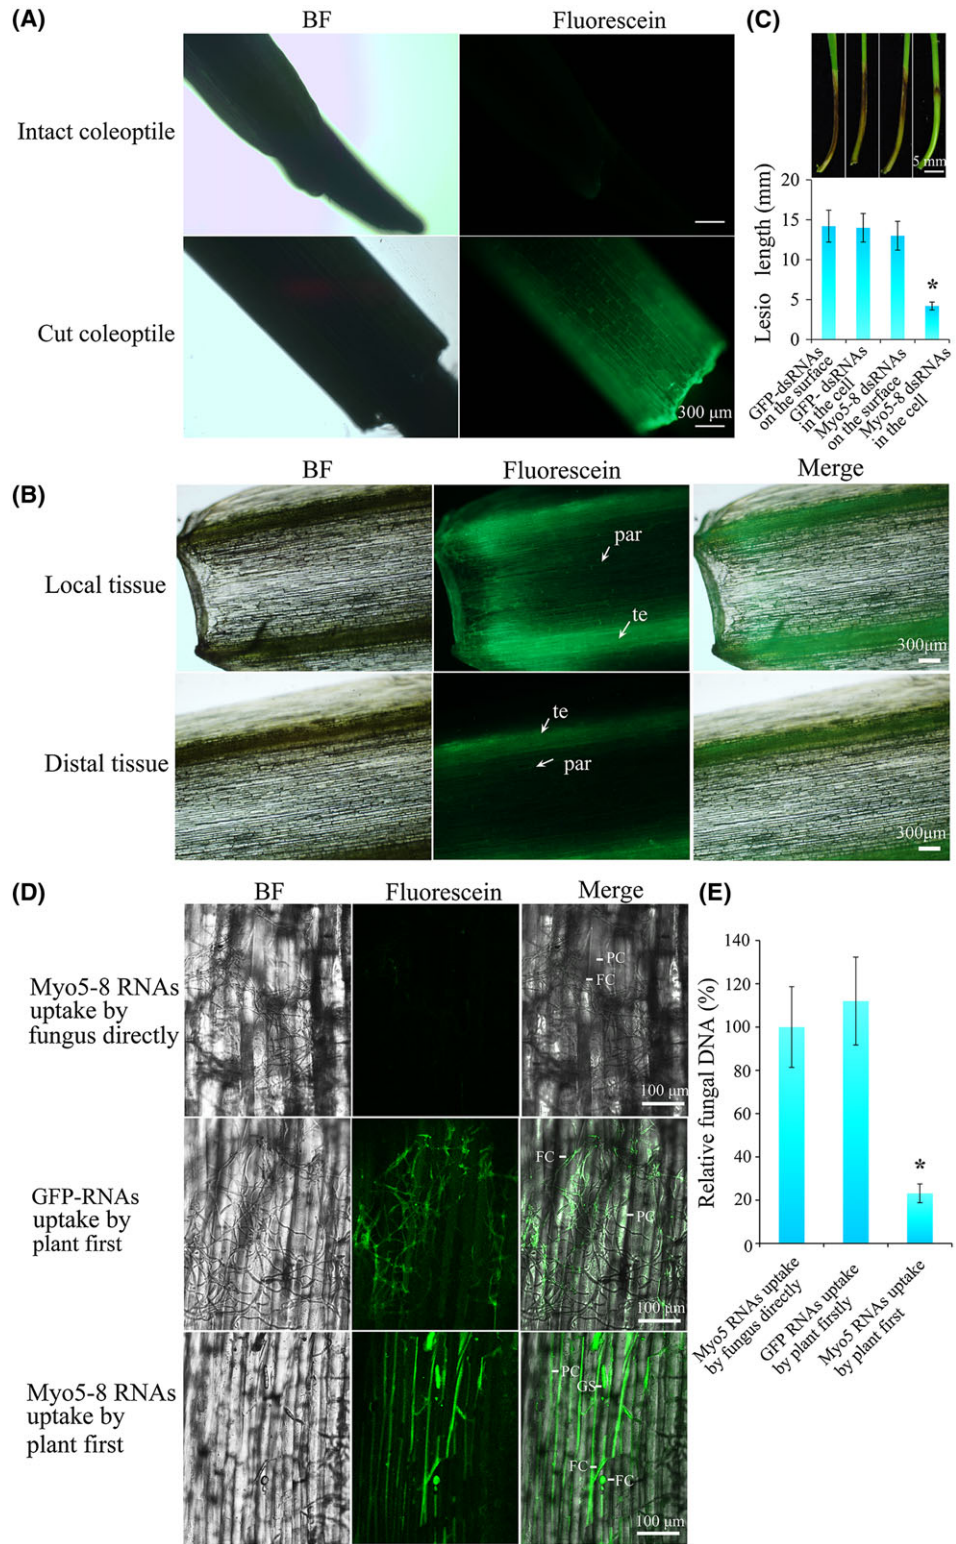 (A)
BF
Fluorescein
Intact coleoptile
Cut coleoptile
300 μm
(C)
5 mm
Lesio length (mm)
20
15
10
5
0
*
GFP-dsRNAs
on the surface
GFP- dsRNAs
in the cell
Myo5-8 dsRNAs
on the surface
Myo5-8 dsRNAs
in the cell
(B)
BF
Fluorescein
Merge
Local tissue
par
te
300μm
Distal tissue
te
par
300μm
(D)
BF
Fluorescein
Merge
Myo5-8 RNAs
uptake by
fungus directly
PC
FC
100 μm
GFP-RNAs
uptake by
plant first
FC
PC
100 μm
Myo5-8 RNAs
uptake by
plant first
PC
GS
FC
FC
100 μm
(E)
Relative fungal DNA (%)
140
120
100
80
60
40
20
0
*
Myo5 RNAs uptake
by fungus directly
GFP RNAs uptake
by plant firstly
Myo5 RNAs uptake
by plant first